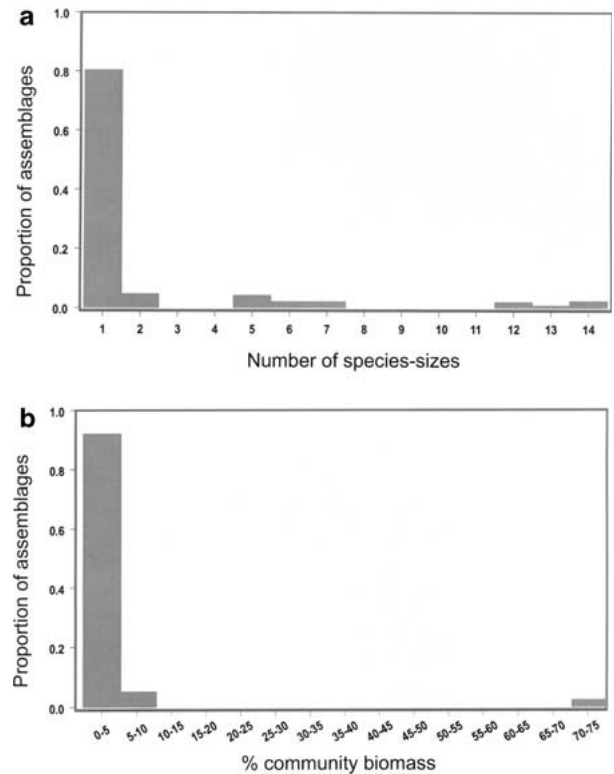 a
Proportion of assemblages
1.0
0.8
0.6
0.4
0.2
0.0
1 2 3 4 5 6 7 8 9 10 11 12 13 14
Number of species-sizes
b
Proportion of assemblages
1.0
0.8
0.6
0.4
0.2
0.0
0-5 5-10 10-15 15-20 20-25 25-30 30-35 35-40 40-45 45-50 50-55 55-60 60-65 65-70 70-75
% community biomass